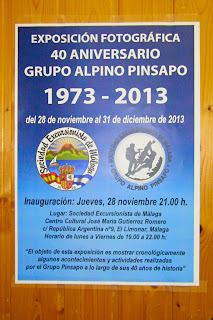 EXPOSICIÓN FOTOGRÁFICA
40 ANIVERSARIO
GRUPO ALPINO PINSAPO
1973 - 2013
del 28 de noviembre al 31 de diciembre de 2013
Sociedad Excursionista de Málaga
GRUPO ALPINO PINSAPO
Inauguración: Jueves, 28 noviembre 21.00 h.
Lugar: Sociedad Excursionista de Málaga
Centro Cultural José María Gutierrez Romero
c/ República Argentina nº9, El Limonar, Málaga
Horario de lunes a Viernes de 19.00 a 22.00 h:
"El objeto de esta exposición es mostrar cronológicamente
algunos acontecimientos y actividades realizadas
por el Grupo Pinsapo a lo largo de sus 40 años de historia"